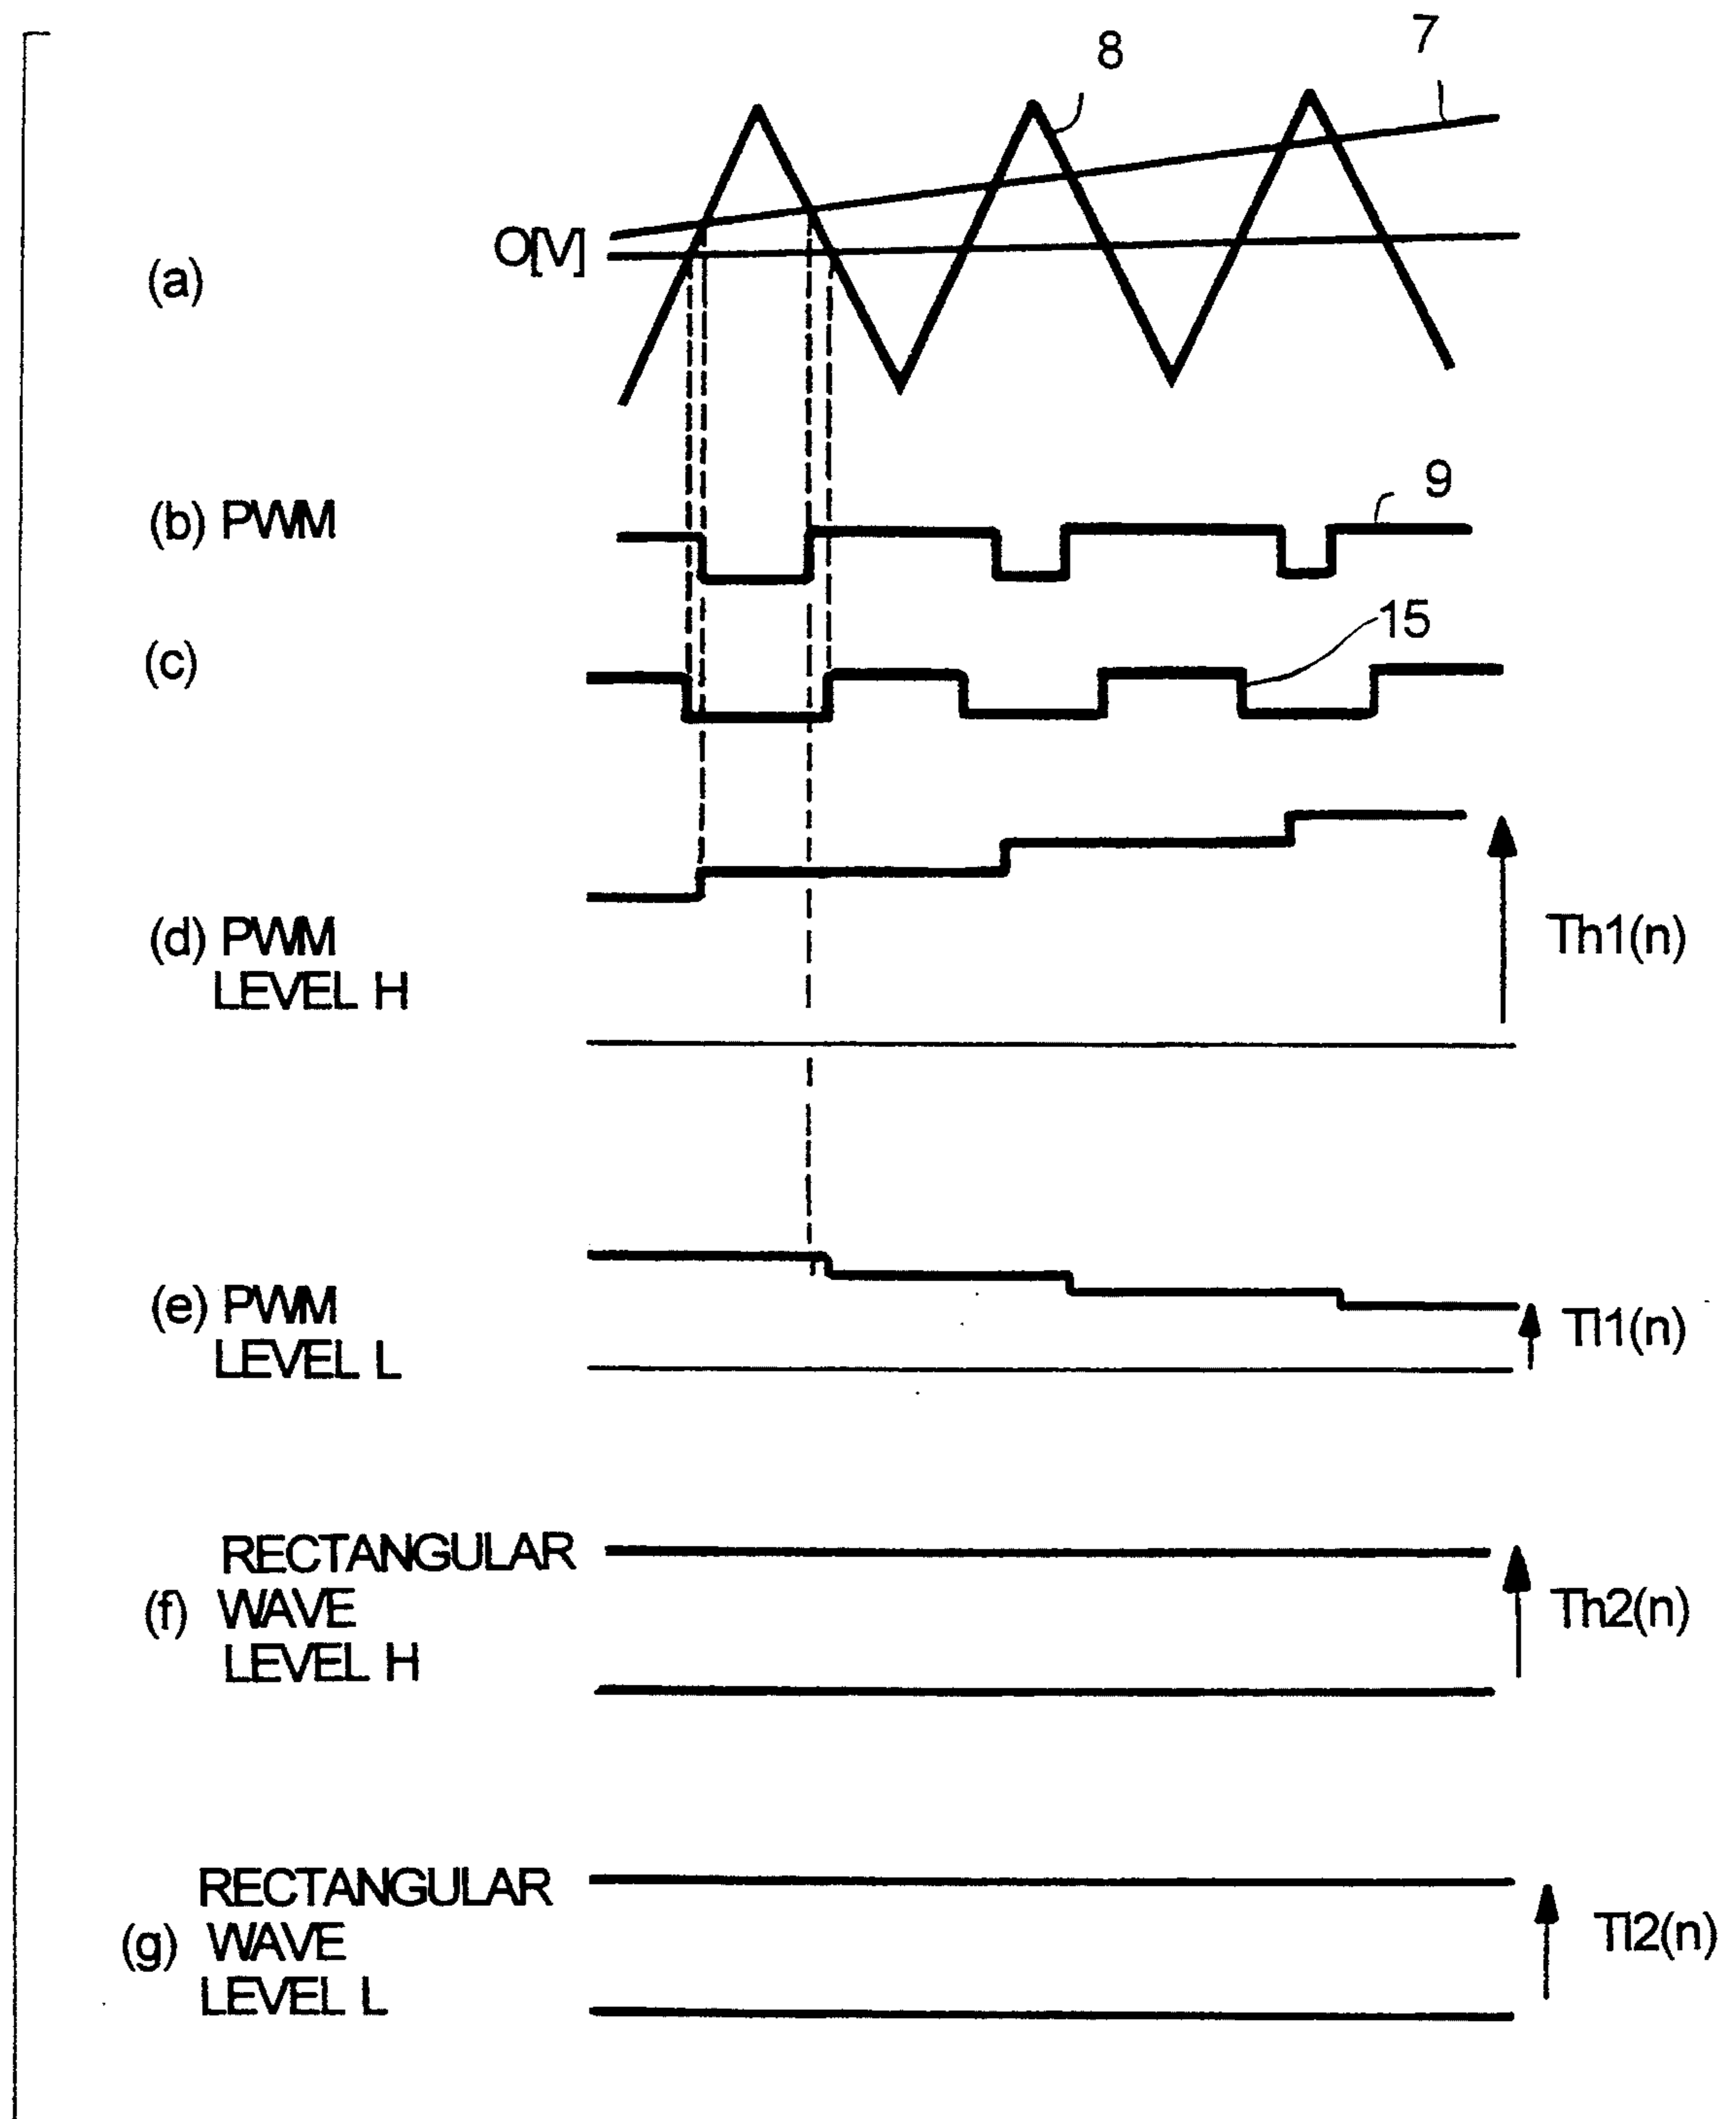 7
8
O[V]
(a)
9
(b) PWM
15
(c)
(d) PWM
LEVEL H
Th1(n)
(e) PWM
LEVEL L
Tl1(n)
RECTANGULAR
(f) WAVE
LEVEL H
Th2(n)
RECTANGULAR
(g) WAVE
LEVEL L
Tl2(n)